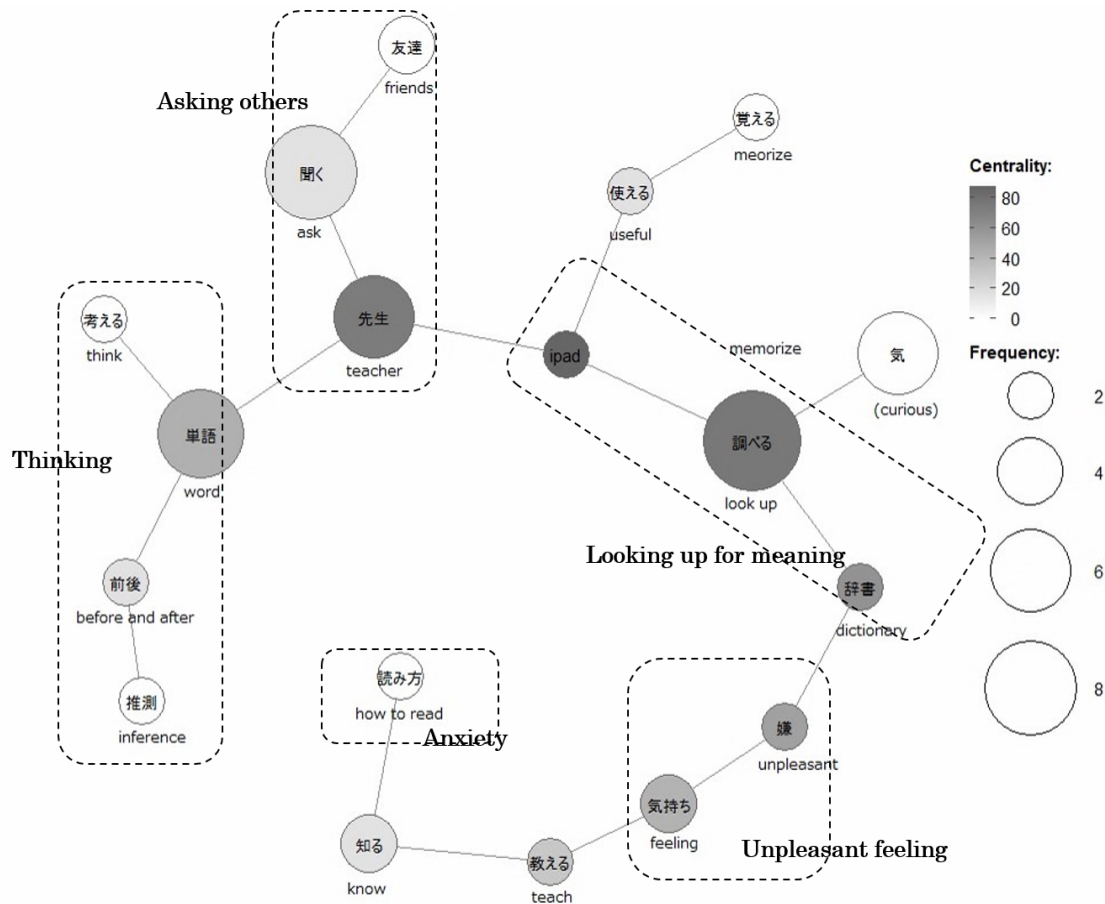 友達
friends
Asking others
聞く
ask
先生
teacher
覚える
meorize
使える
useful
考える
think
単語
word
Thinking
前後
before and after
推測
inference
ipad
memorize
気
(curious)
調べる
look up
Looking up for meaning
辞書
dictionary
読み方
how to read
Anxiety
嫌
unpleasant
気持ち
feeling
Unpleasant feeling
知る
know
教える
teach
Centrality:
80
60
40
20
0
Frequency:
2
4
6
8